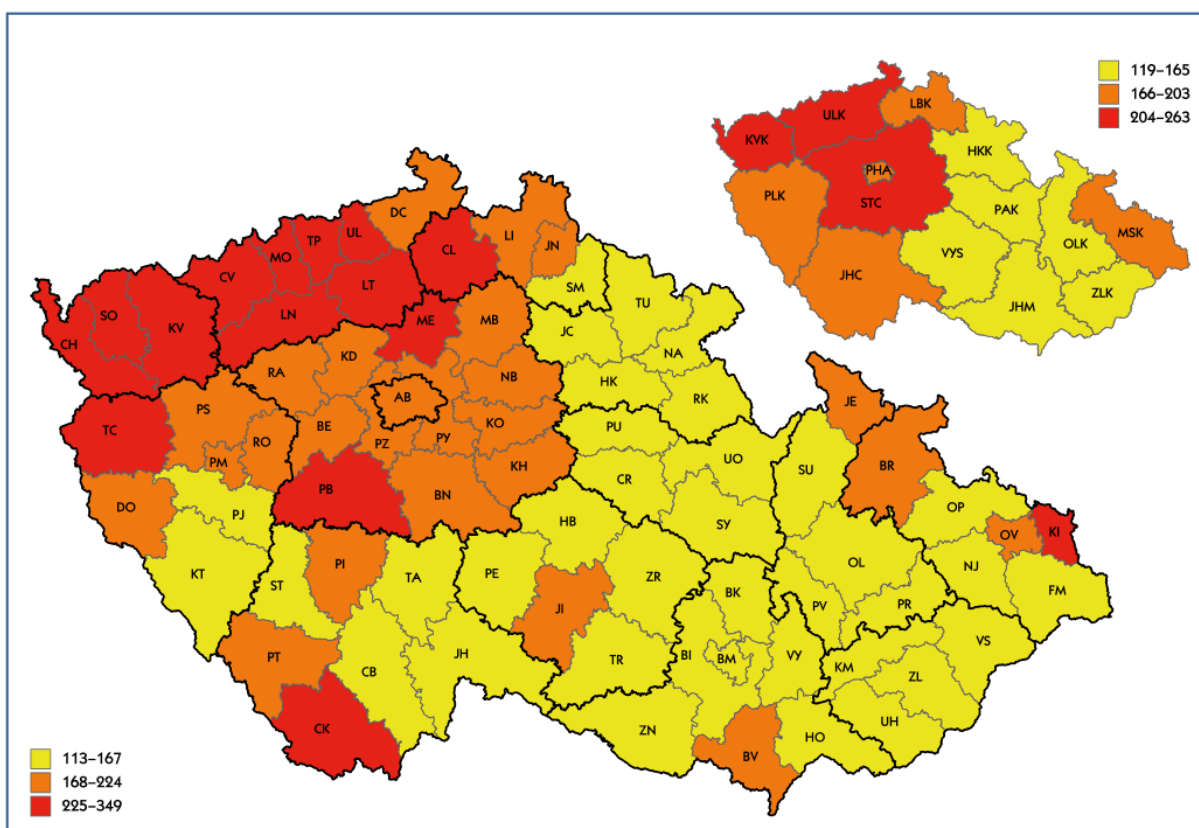 119–165
166–203
204–263
ULK
LBK
KVK
HKK
PHA
PLK
STC
PAK
MSK
OLK
VYS
JHC
ZLK
JHM
DC
UL
TP
LI
JN
MO
CL
CV
LT
SM
TU
SO
LN
KV
ME
MB
JC
CH
KD
NA
RA
NB
HK
AB
RK
PS
JE
KO
PU
BE
TC
RO
PZ
PY
UO
PM
KH
SU
BR
CR
PB
BN
DO
OP
PJ
SY
HB
OV
KI
PI
OL
NJ
KT
ST
TA
PE
ZR
FM
BK
JI
PV
PR
VS
PT
JH
TR
BI
BM
VY
KM
CB
ZL
CK
ZN
UH
HO
BV
113–167
168–224
225–349